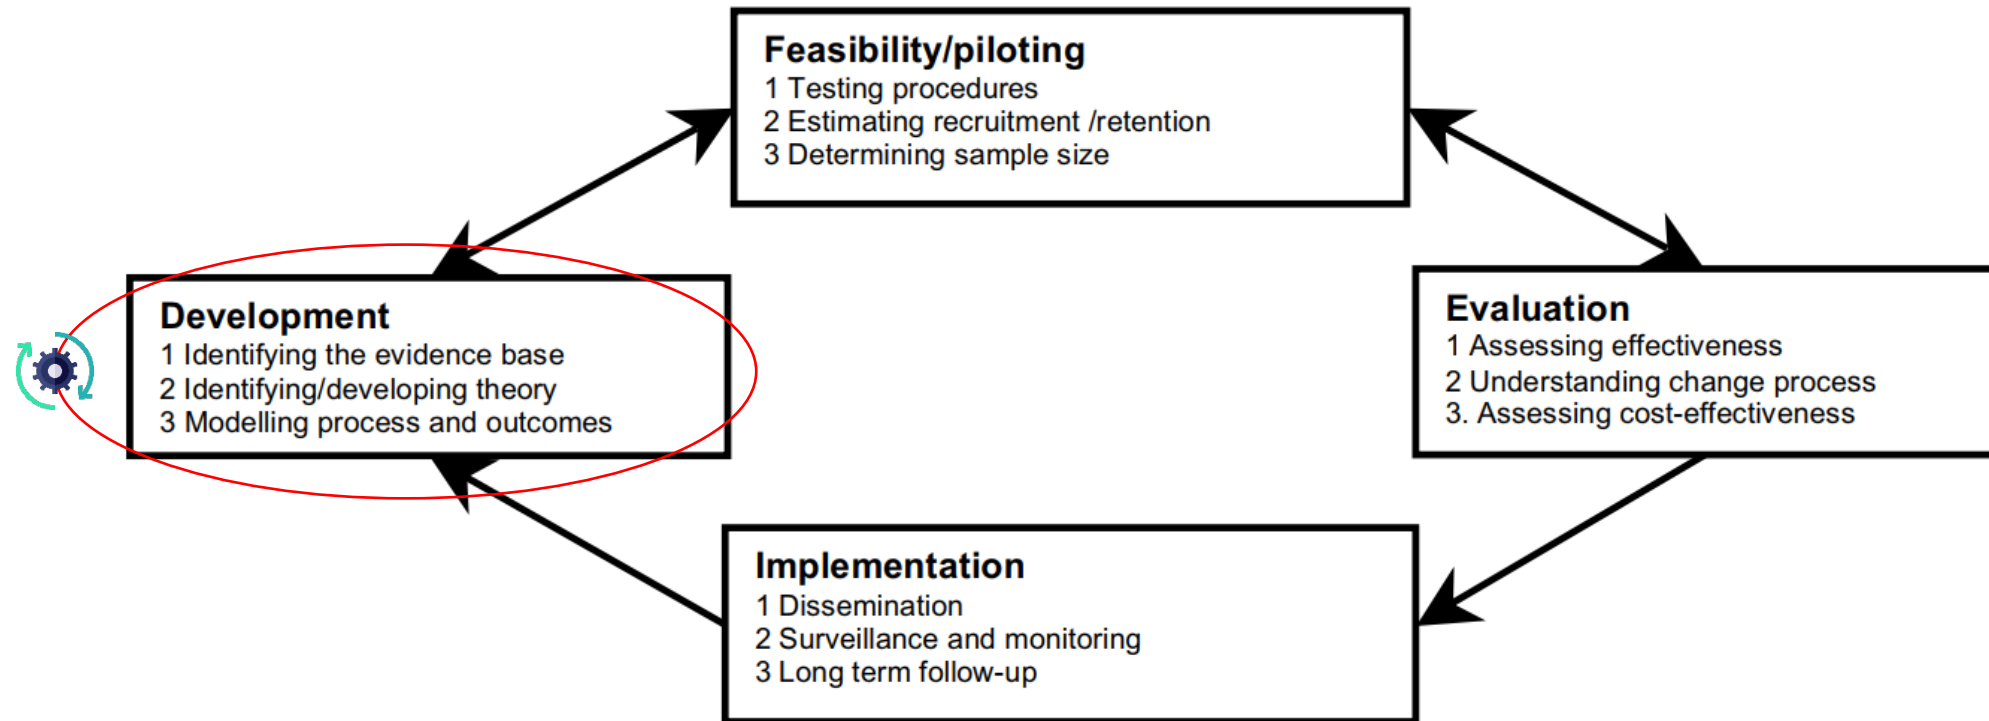 Feasibility/piloting
1 Testing procedures
2 Estimating recruitment /retention
3 Determining sample size
Development
1 Identifying the evidence base
2 Identifying/developing theory
3 Modelling process and outcomes
Evaluation
1 Assessing effectiveness
2 Understanding change process
3. Assessing cost-effectiveness
Implementation
1 Dissemination
2 Surveillance and monitoring
3 Long term follow-up